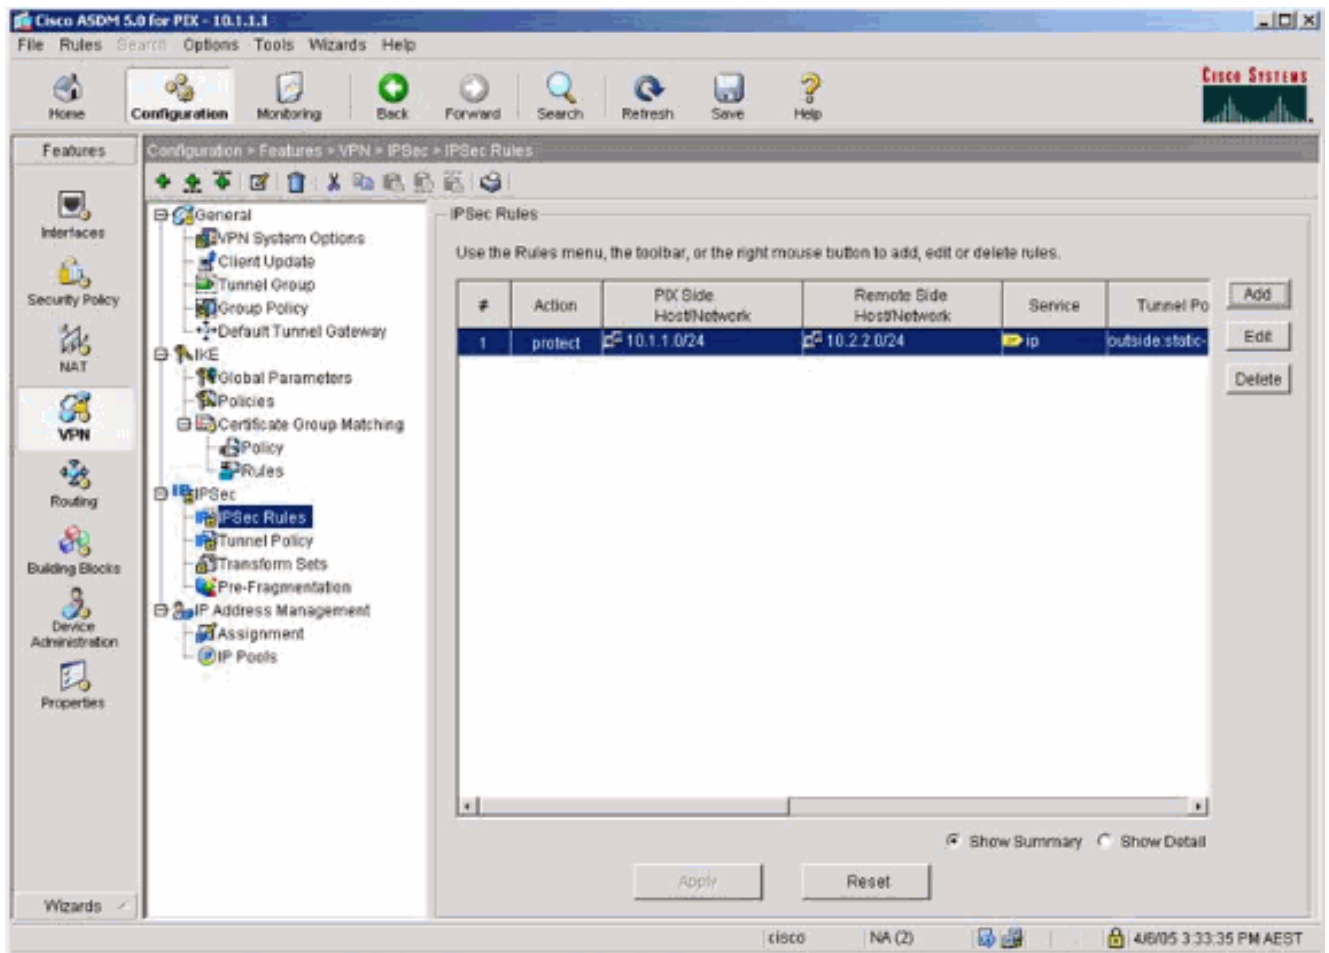 Cisco ASDM 5.0 for PIX - 10.1.1.1
File Rules Search Options Tools Wizards Help
Home Configuration Monitoring Back Forward Search Refresh Save Help
CISCO SYSTEMS
Features
Configuration > Features > VPN > IPSec > IPSec Rules
Interfaces
Security Policy
NAT
VPN
Routing
Building Blocks
Device Administration
Properties
Wizards
General
VPN System Options
Client Update
Tunnel Group
Group Policy
Default Tunnel Gateway
IKE
Global Parameters
Policies
Certificate Group Matching
Policy
Rules
IPSec
IPSec Rules
Tunnel Policy
Transform Sets
Pre-Fragmentation
IP Address Management
Assignment
IP Pools
IPSec Rules
Use the Rules menu, the toolbar, or the right mouse button to add, edit or delete rules.
# Action PIX Side Host/Network Remote Side Host/Network Service Tunnel Po
1 protect 10.1.1.0/24 10.2.2.0/24 ip outside:static-
Add
Edit
Delete
Show Summary Show Detail
Apply Reset
cisco NA (2) 4/6/05 3:33:35 PM AEST